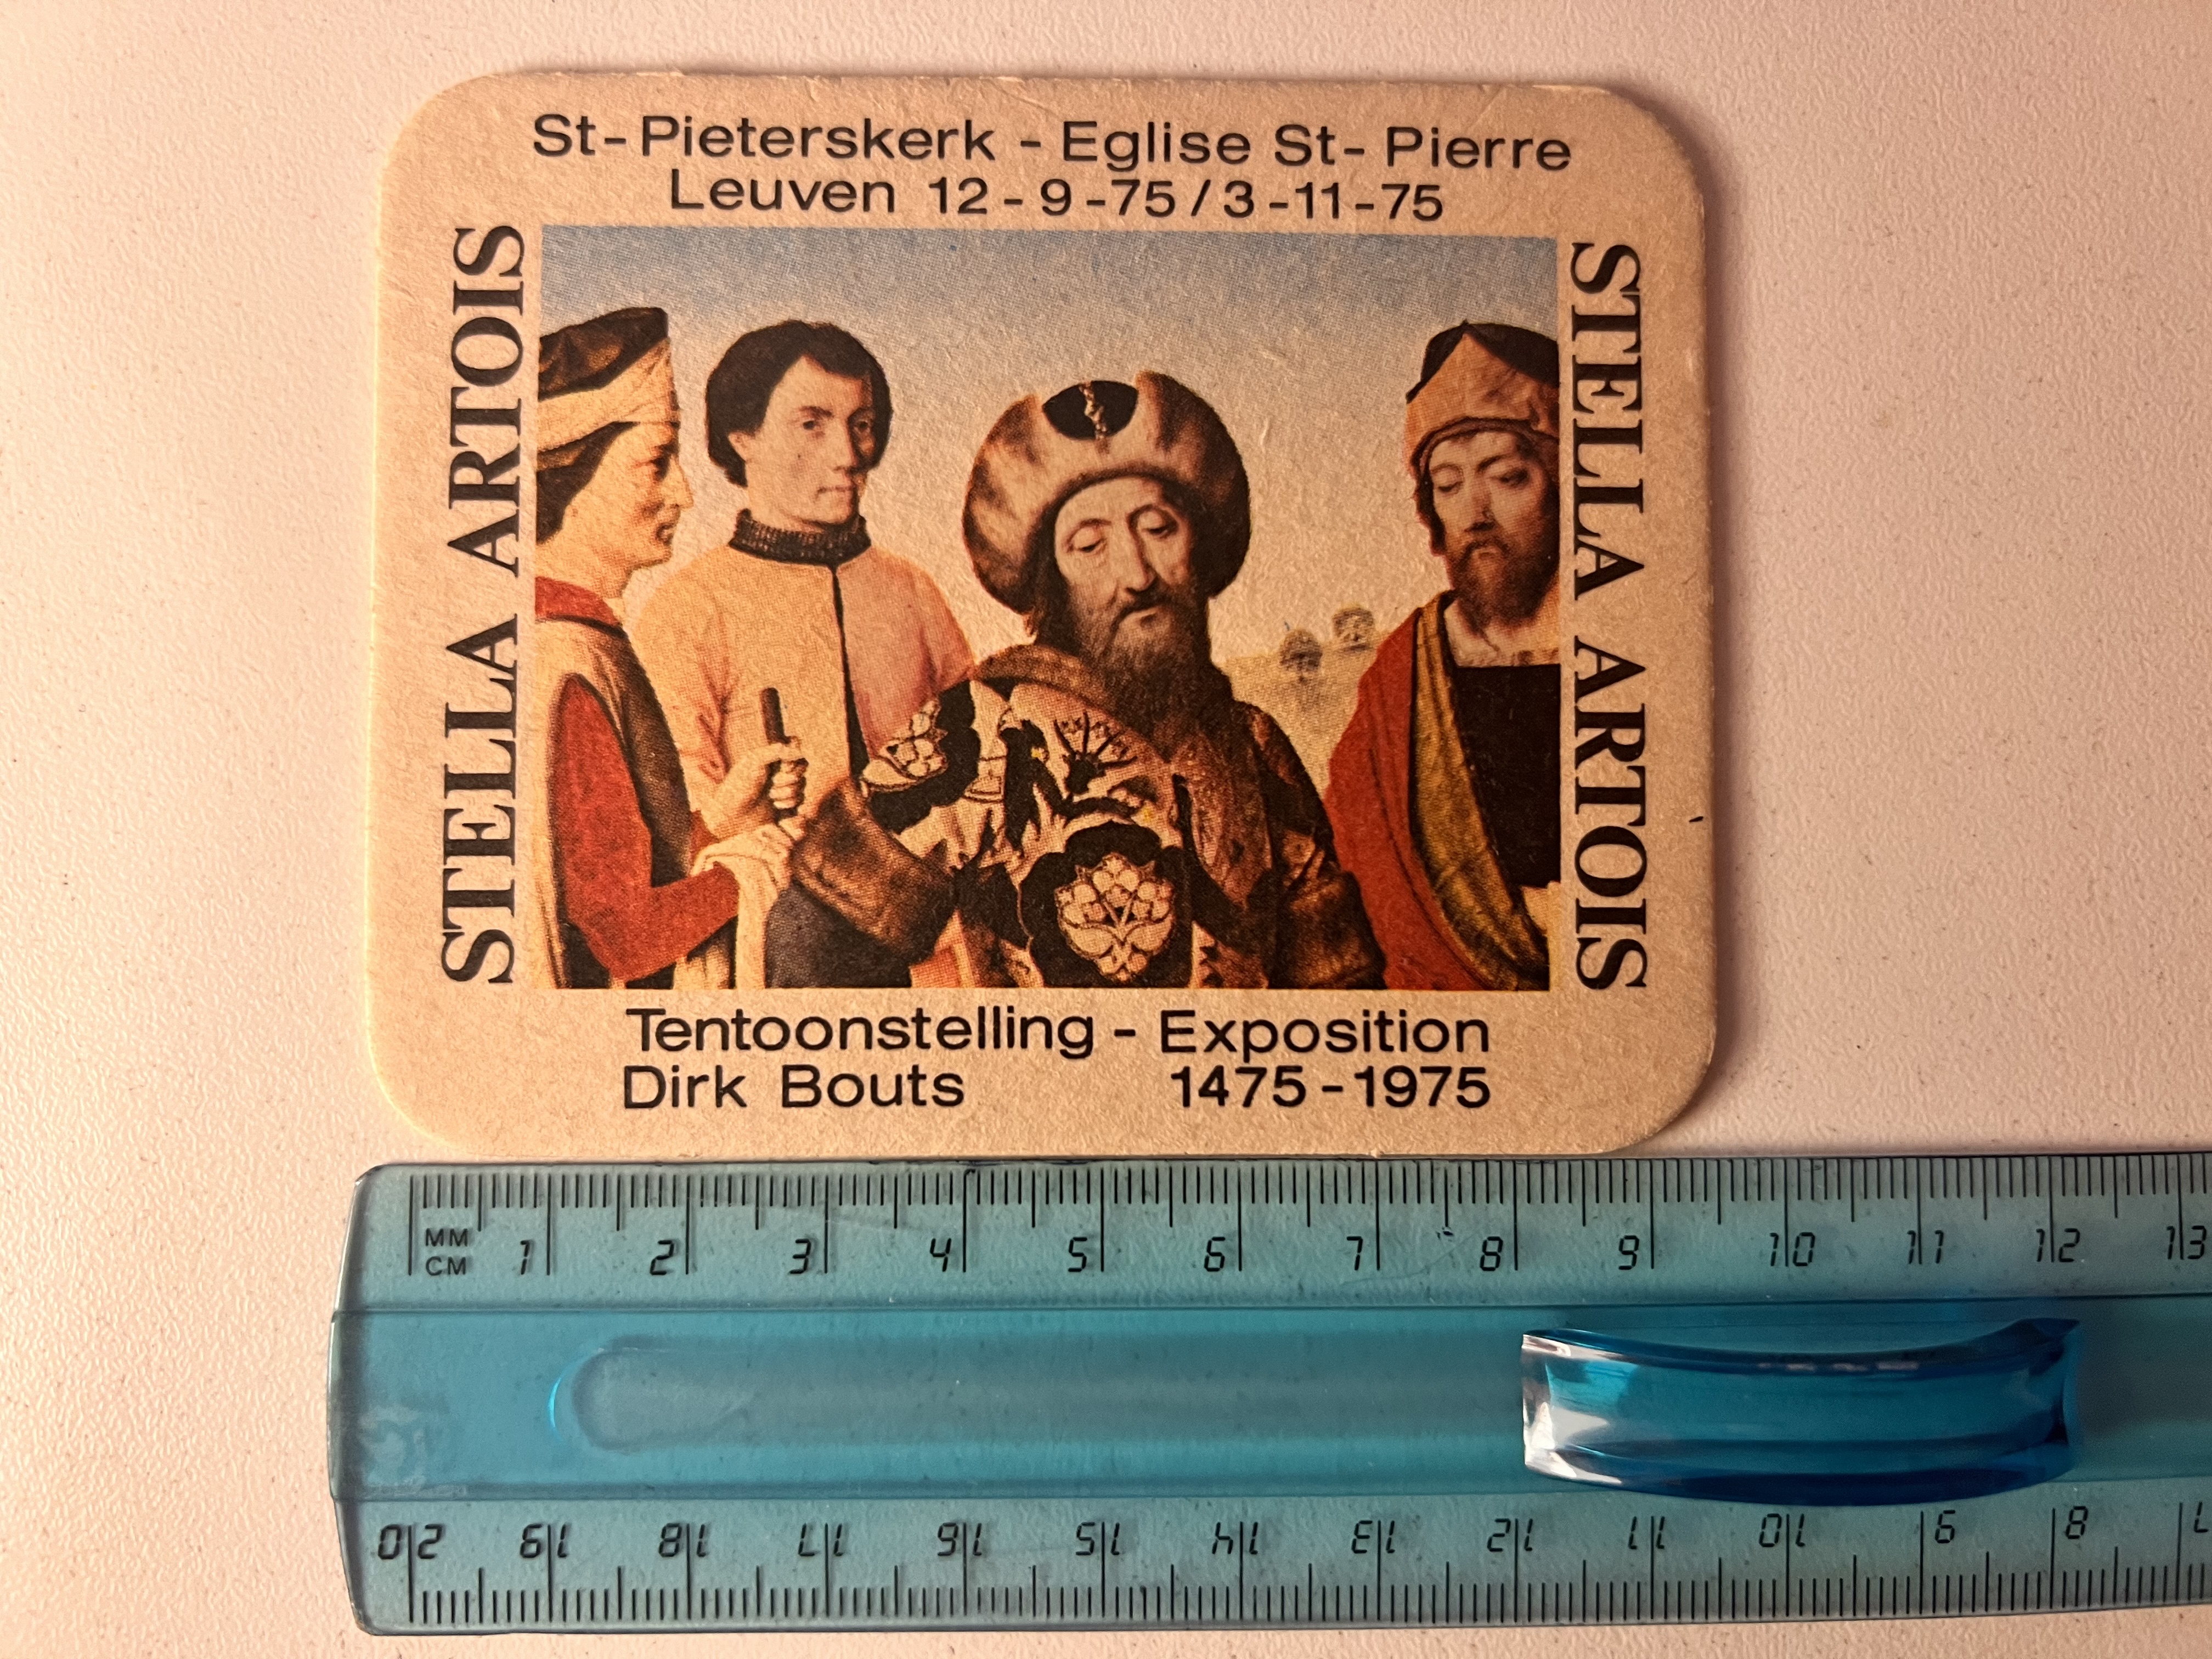 St-Pieterskerk - Eglise St-Pierre
Leuven 12-9-75/3-11-75
STELLA ARTOIS
STELLA ARTOIS
Tentoonstelling - Exposition
Dirk Bouts 1475-1975
MM
CM
1 2 3 4 5 6 7 8 9 10 11 12 13
20 19 18 17 16 15 14 13 12 11 10 9 8 7